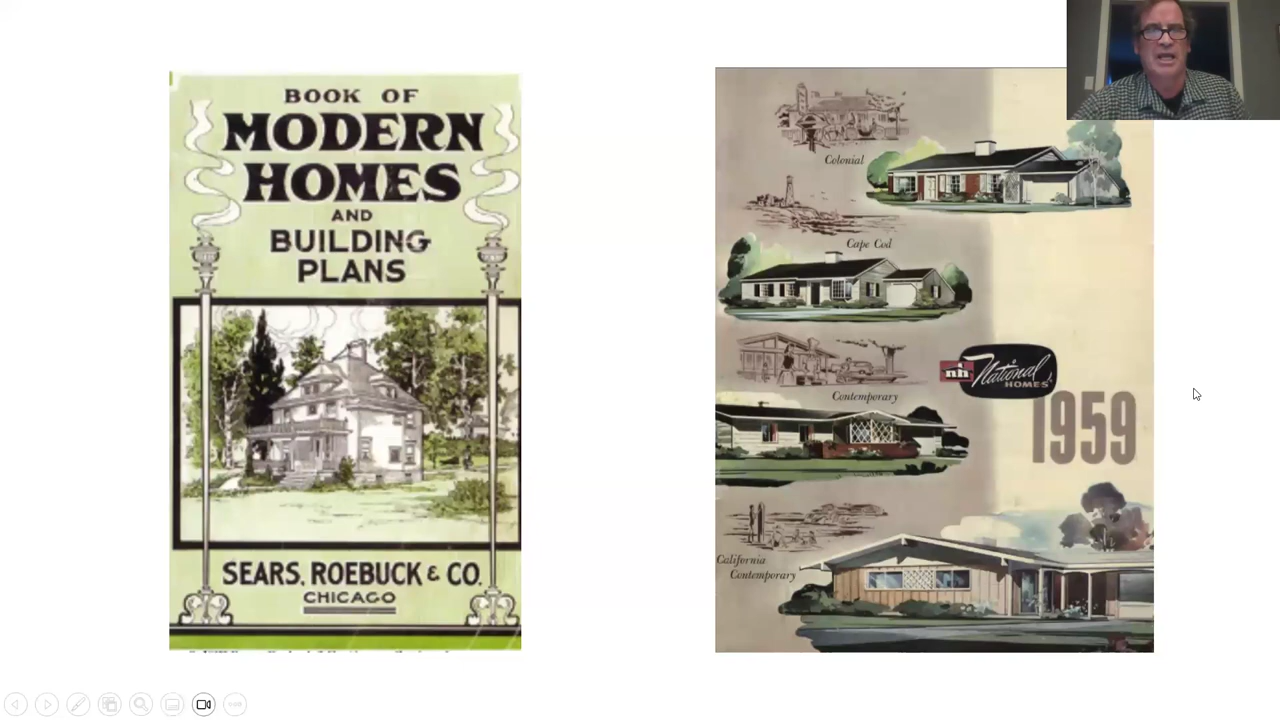 BOOK OF
MODERN
HOMES
AND
BUILDING
PLANS
SEARS, ROEBUCK & CO.
CHICAGO
Colonial
Cape Cod
Contemporary
nh National
HOMES
1959
California
Contemporary